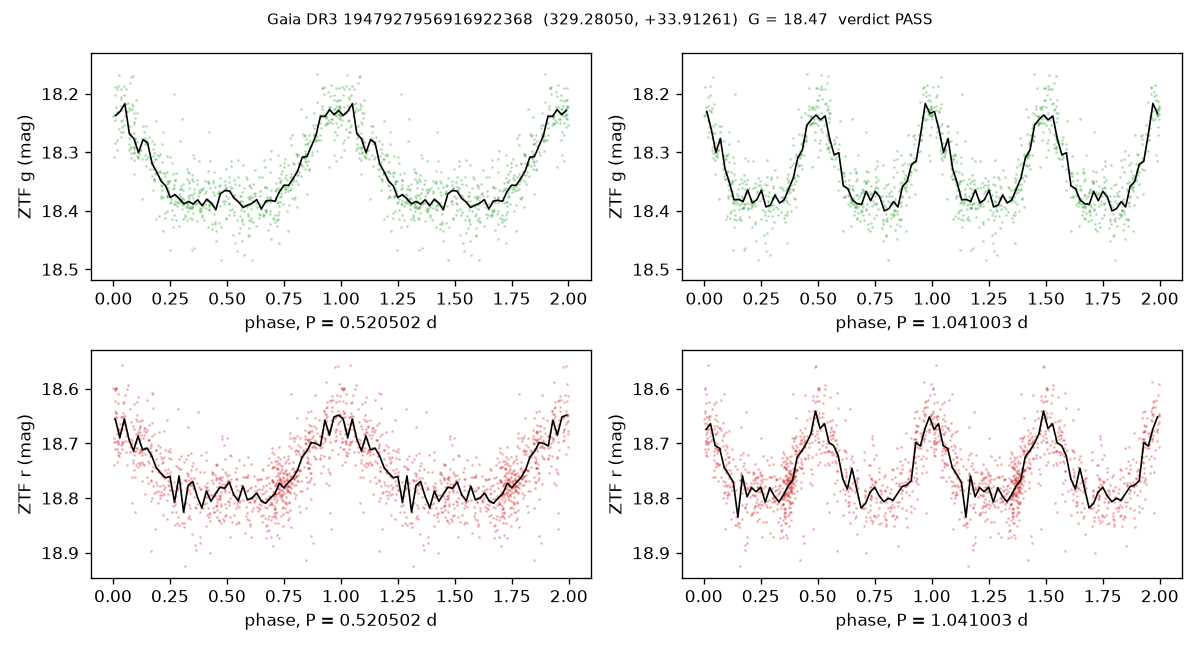 Gaia DR3 1947927956916922368 (329.28050, +33.91261) G = 18.47 verdict PASS
ZTF g (mag)
18.2
18.3
18.4
18.5
0.00 0.25 0.50 0.75 1.00 1.25 1.50 1.75 2.00
phase, P = 0.520502 d
ZTF g (mag)
18.2
18.3
18.4
18.5
0.00 0.25 0.50 0.75 1.00 1.25 1.50 1.75 2.00
phase, P = 1.041003 d
ZTF r (mag)
18.6
18.7
18.8
18.9
0.00 0.25 0.50 0.75 1.00 1.25 1.50 1.75 2.00
phase, P = 0.520502 d
ZTF r (mag)
18.6
18.7
18.8
18.9
0.00 0.25 0.50 0.75 1.00 1.25 1.50 1.75 2.00
phase, P = 1.041003 d